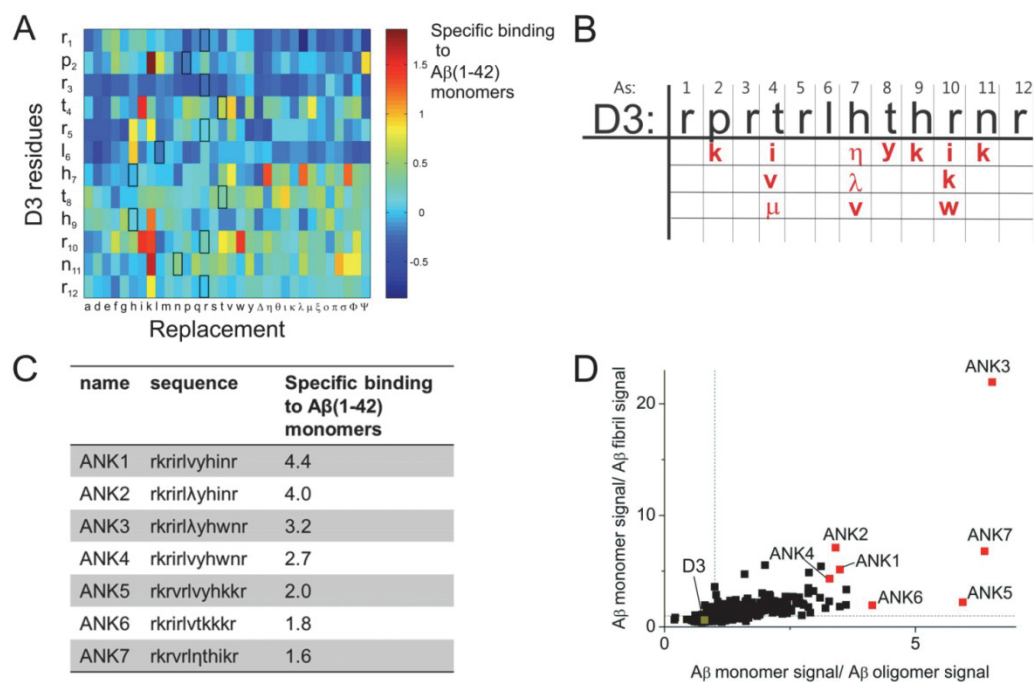 A
Specific binding
to
Aβ(1-42)
monomers
D3 residues
r1
p2
r3
t4
r5
l6
h7
t8
h9
r10
n11
r12
a d e f g h i k l m n p q r s t v w y Δ η θ ι κ λ μ ξ ο π σ Φ Ψ
Replacement
1.5
1
0.5
0
-0.5
B
As: 1 2 3 4 5 6 7 8 9 10 11 12
D3: r p r t r l h t h r n r
k i η y k i k
v λ k
μ v w
C
name sequence Specific binding
to Aβ(1-42)
monomers
ANK1 rkrirlvyhinr 4.4
ANK2 rkrirlλyhinr 4.0
ANK3 rkrirlλyhwnr 3.2
ANK4 rkrirlvyhwnr 2.7
ANK5 rkrvrlvyhkkr 2.0
ANK6 rkrirlvtkkkr 1.8
ANK7 rkrvrlηthikr 1.6
D
Aβ monomer signal/ Aβ fibril signal
20
10
0
ANK3
ANK2
ANK7
ANK4
ANK1
D3
ANK6
ANK5
0 5
Aβ monomer signal/ Aβ oligomer signal